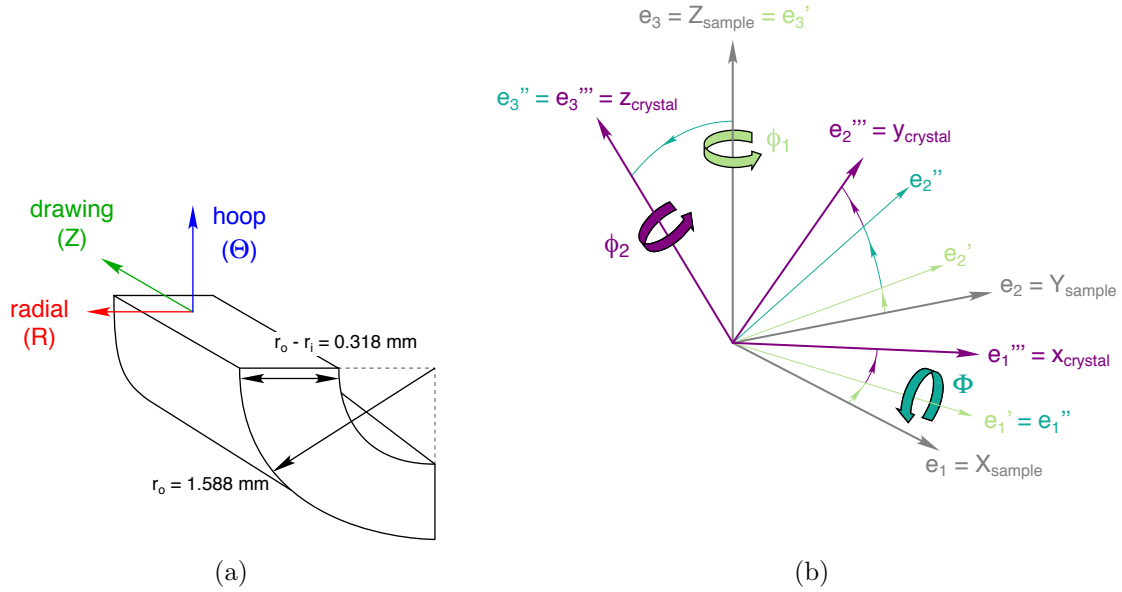 drawing
(Z)
hoop
(Θ)
radial
(R)
r_o - r_i = 0.318 mm
r_o = 1.588 mm
(a)
e_3 = Z_sample = e_3'
e_3'' = e_3''' = z_crystal
ϕ_1
e_2''' = y_crystal
e_2''
ϕ_2
e_2'
e_2 = Y_sample
e_1''' = x_crystal
Φ
e_1' = e_1''
e_1 = X_sample
(b)